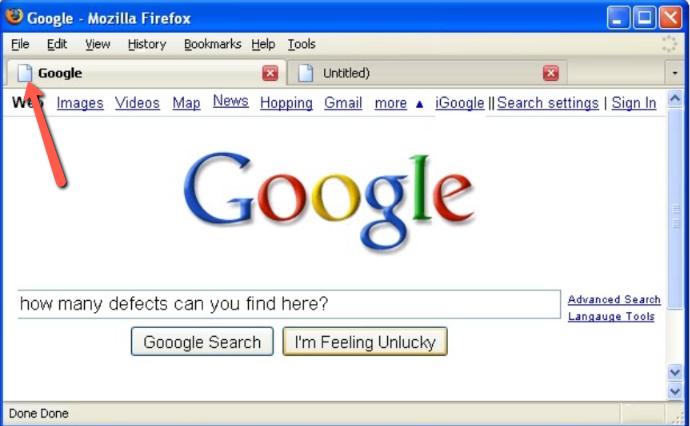 Google - Mozilla Firefox
File Edit View History Bookmarks Help Tools
Google Untitled)
Web Images Videos Map News Hopping Gmail more ▲ iGoogle || Search settings | Sign In
Google
how many defects can you find here?
Advanced Search
Langauge Tools
Gooogle Search I'm Feeling Unlucky
Done Done